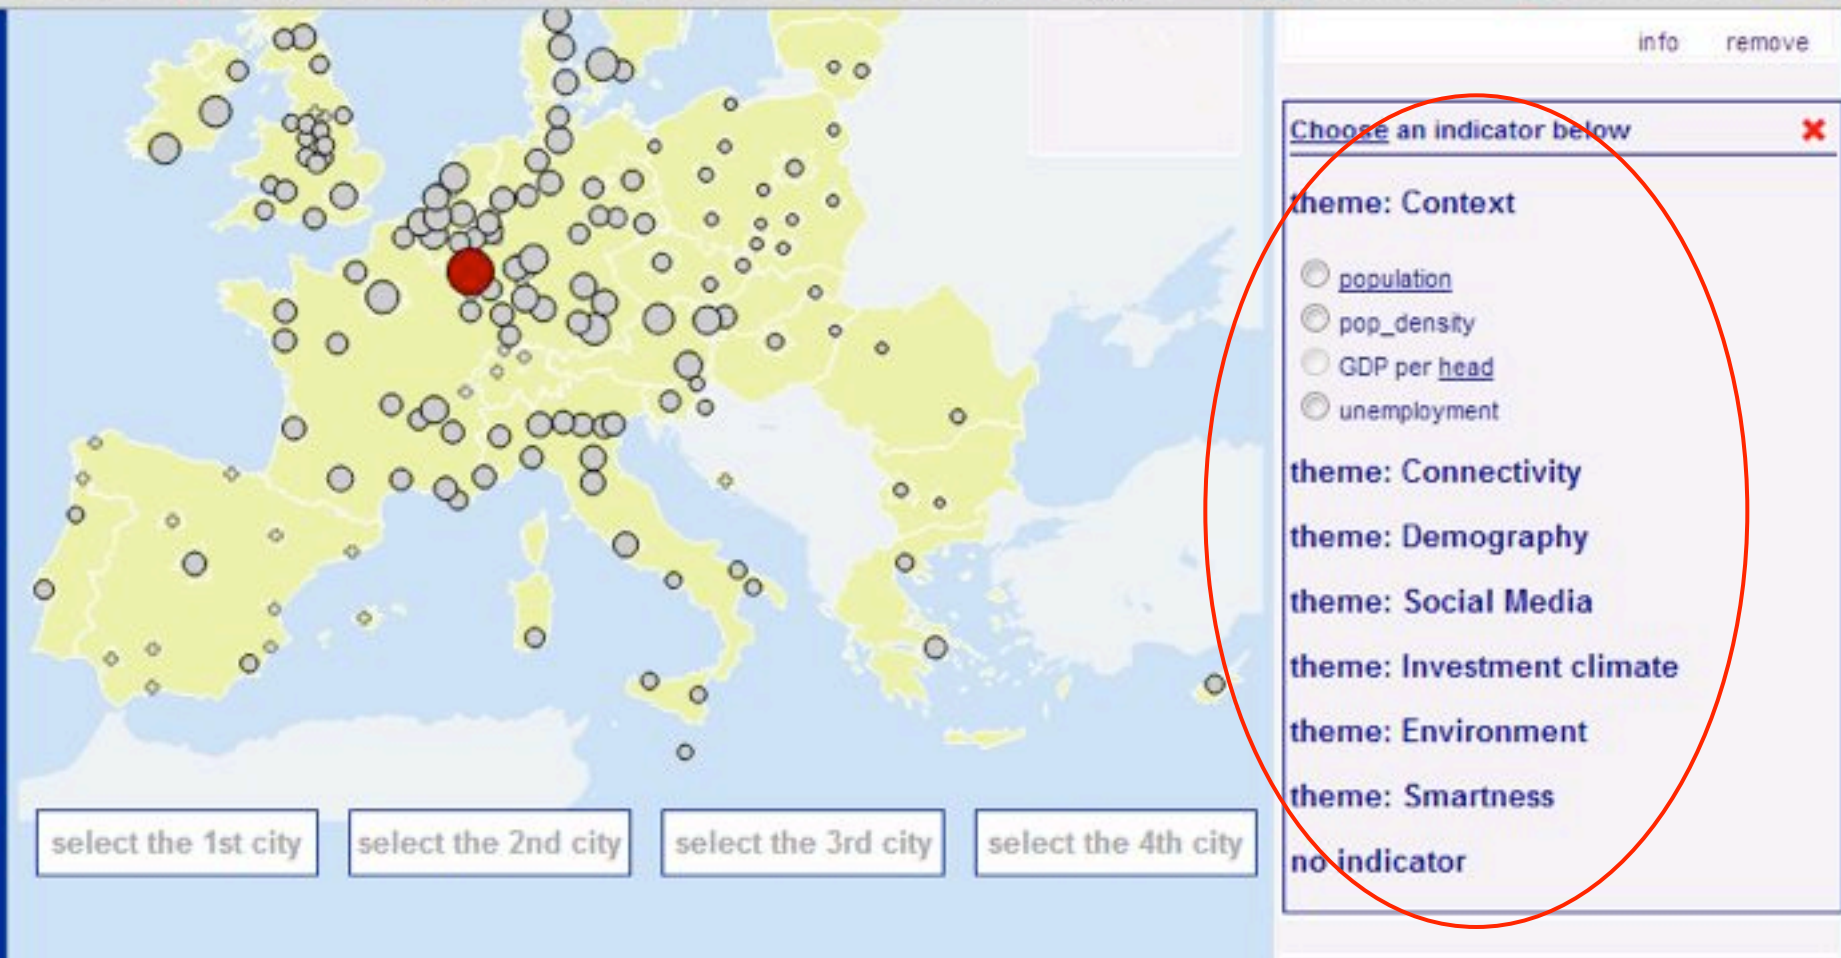 info remove
Choose an indicator below
theme: Context
population
pop_density
GDP per head
unemployment
theme: Connectivity
theme: Demography
theme: Social Media
theme: Investment climate
theme: Environment
theme: Smartness
no indicator
select the 1st city
select the 2nd city
select the 3rd city
select the 4th city